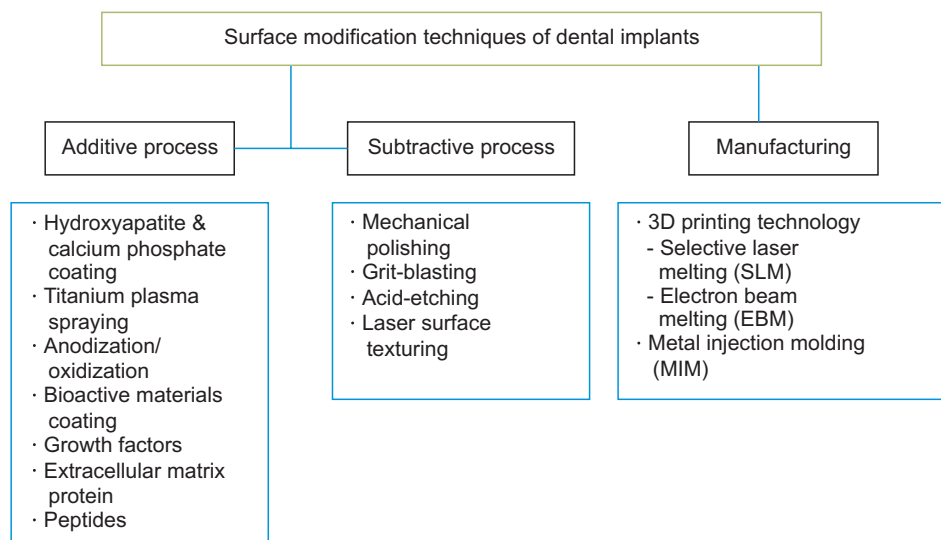 Surface modification techniques of dental implants
Additive process
Subtractive process
Manufacturing
· Hydroxyapatite &
calcium phosphate
coating
· Titanium plasma
spraying
· Anodization/
oxidization
· Bioactive materials
coating
· Growth factors
· Extracellular matrix
protein
· Peptides
· Mechanical
polishing
· Grit-blasting
· Acid-etching
· Laser surface
texturing
· 3D printing technology
- Selective laser
melting (SLM)
- Electron beam
melting (EBM)
· Metal injection molding
(MIM)